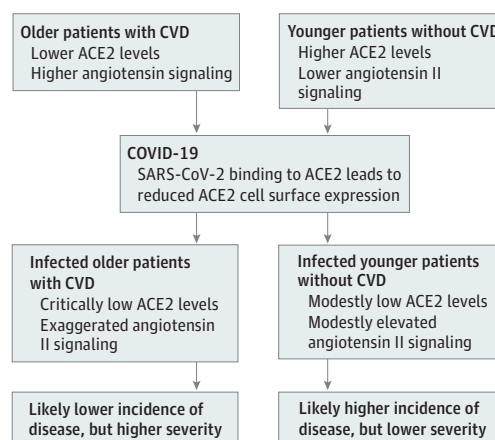 Older patients with CVD
Lower ACE2 levels
Higher angiotensin signaling
Younger patients without CVD
Higher ACE2 levels
Lower angiotensin II
signaling
COVID-19
SARS-CoV-2 binding to ACE2 leads to
reduced ACE2 cell surface expression
Infected older patients
with CVD
Critically low ACE2 levels
Exaggerated angiotensin
II signaling
Infected younger patients
without CVD
Modestly low ACE2 levels
Modestly elevated
angiotensin II signaling
Likely lower incidence of
disease, but higher severity
Likely higher incidence of
disease, but lower severity